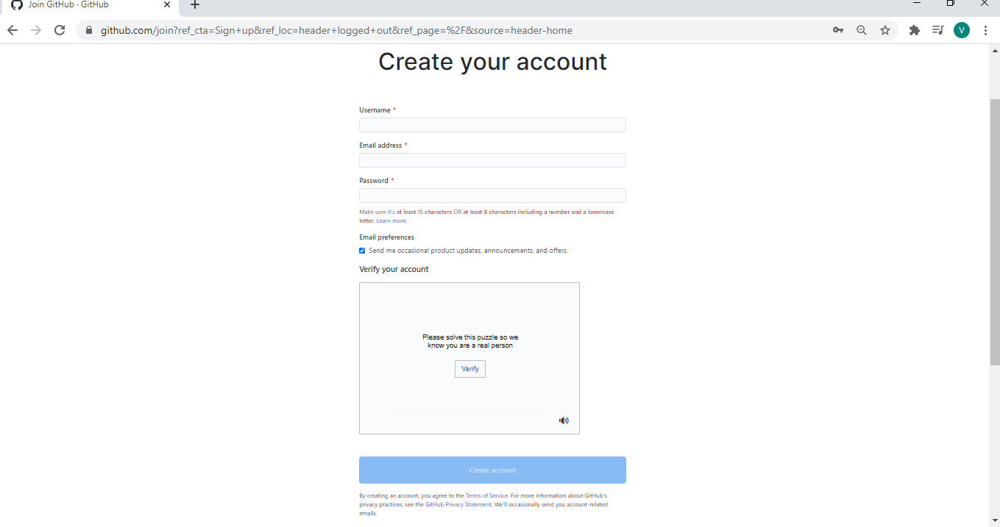 Join GitHub · GitHub
github.com/join?ref_cta=Sign+up&ref_loc=header+logged+out&ref_page=%2F&source=header-home
V
Create your account
Username *
Email address *
Password *
Make sure it's at least 15 characters OR at least 8 characters including a number and a lowercase
letter. Learn more.
Email preferences
Send me occasional product updates, announcements, and offers.
Verify your account
Please solve this puzzle so we
know you are a real person
Verify
Create account
By creating an account, you agree to the Terms of Service. For more information about GitHub's
privacy practices, see the GitHub Privacy Statement. We'll occasionally send you account-related
emails.